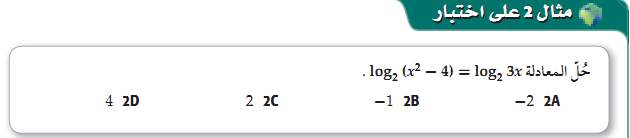 مثال 2 على اختبار
حُلّ المعادلة log₂ (x² − 4) = log₂ 3x .
−2 2A −1 2B 2 2C 4 2D